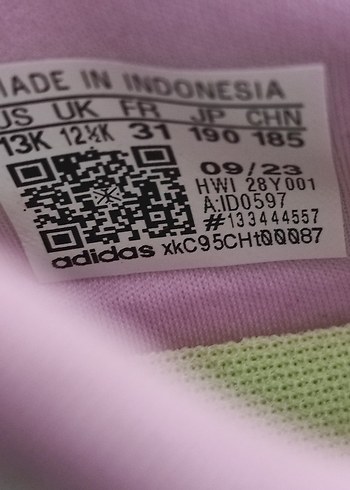 MADE IN INDONESIA
US UK FR JP CHN
13K 12½K 31 190 185
09/23
HWI 28Y001
A:ID0597
#133444557
adidas xkC95CHt00087